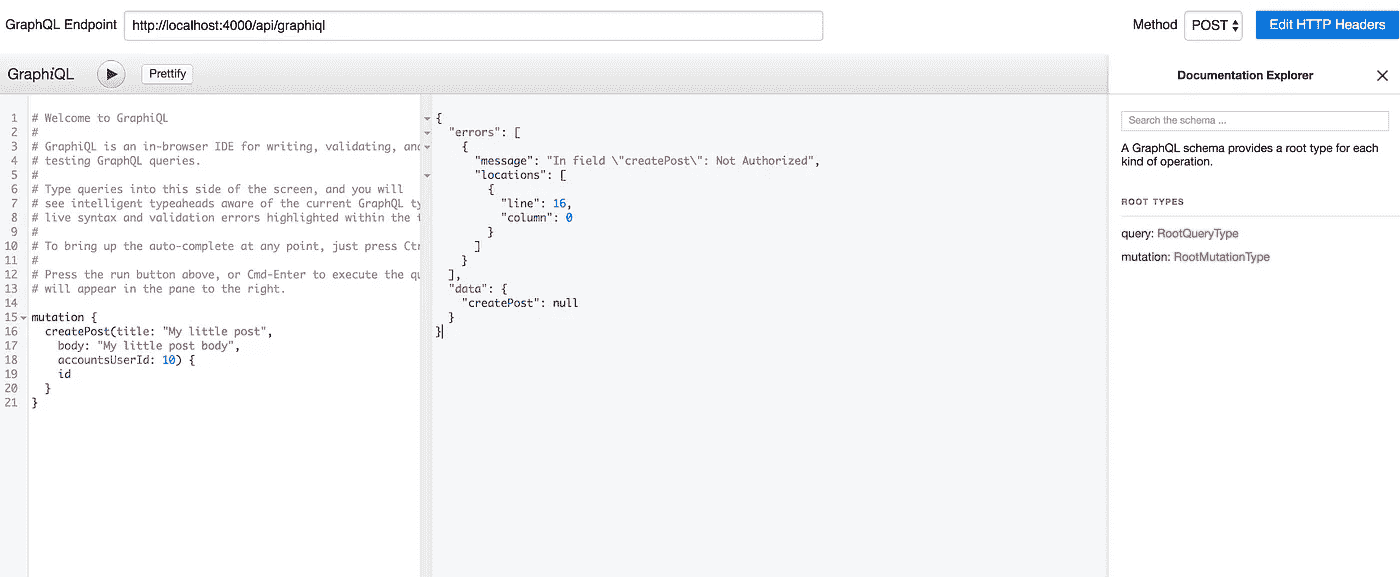 GraphQL Endpoint http://localhost:4000/api/graphiql Method POST Edit HTTP Headers
GraphiQL Prettify
Documentation Explorer
1 # Welcome to GraphiQL
2 #
3 # GraphiQL is an in-browser IDE for writing, validating, and
4 # testing GraphQL queries.
5 #
6 # Type queries into this side of the screen, and you will
7 # see intelligent typeaheads aware of the current GraphQL ty
8 # live syntax and validation errors highlighted within the t
9 #
10 # To bring up the auto-complete at any point, just press Ctr
11 #
12 # Press the run button above, or Cmd-Enter to execute the qu
13 # will appear in the pane to the right.
14
15 mutation {
16 createPost(title: "My little post",
17 body: "My little post body",
18 accountsUserId: 10) {
19 id
20 }
21 }
{
"errors": [
{
"message": "In field \"createPost\": Not Authorized",
"locations": [
{
"line": 16,
"column": 0
}
]
}
],
"data": {
"createPost": null
}
}
Search the schema ...
A GraphQL schema provides a root type for each
kind of operation.
ROOT TYPES
query: RootQueryType
mutation: RootMutationType